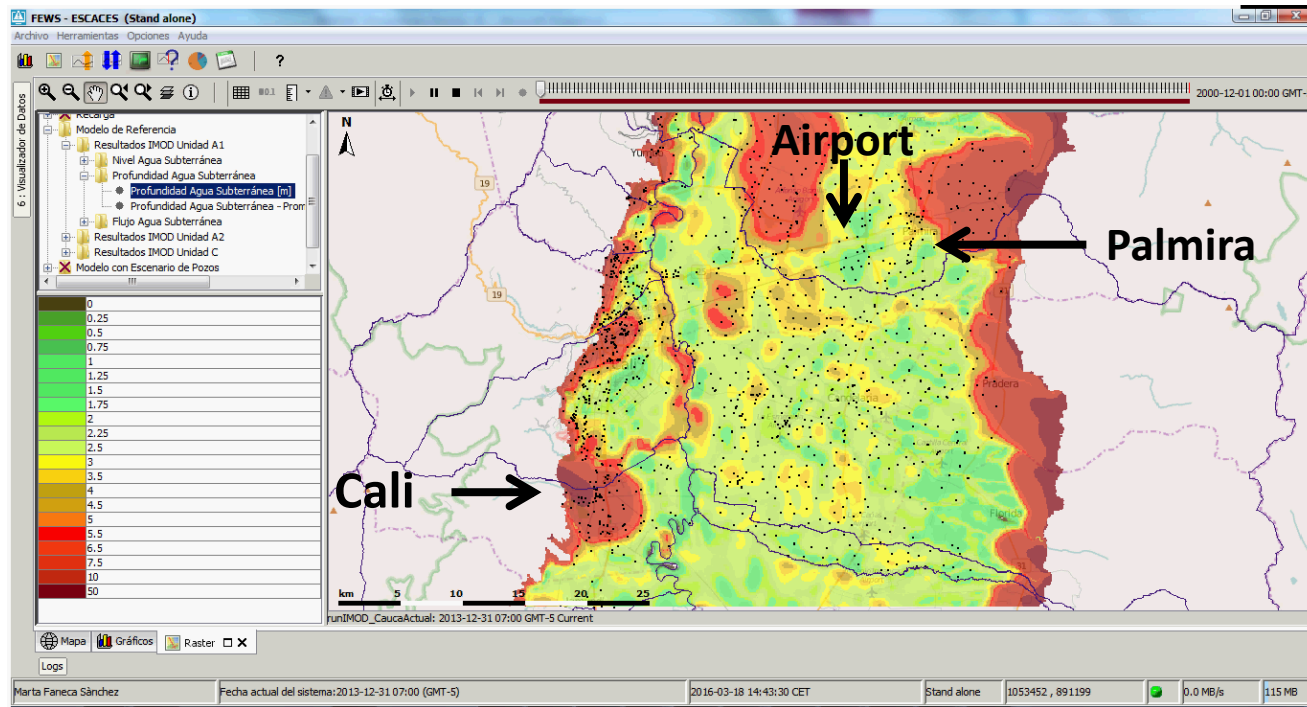 FEWS - ESCACES (Stand alone)
Archivo Herramientas Opciones Ayuda
?
2000-12-01 00:00 GMT-
6 : Visualizador de Datos
Recarga
Modelo de Referencia
Resultados IMOD Unidad A1
Nivel Agua Subterránea
Profundidad Agua Subterránea
Profundidad Agua Subterránea [m]
Profundidad Agua Subterránea - Prom
Flujo Agua Subterránea
Resultados IMOD Unidad A2
Resultados IMOD Unidad C
Modelo con Escenario de Pozos
0
0.25
0.5
0.75
1
1.25
1.5
1.75
2
2.25
2.5
3
3.5
4
4.5
5
5.5
6.5
7.5
10
50
N
Airport
Palmira
Cali
19
19
Pradera
Florida
31
km 5 10 15 20 25
runIMOD_CaucaActual: 2013-12-31 07:00 GMT-5 Current
Mapa Gráficos Raster
Logs
Marta Faneca Sànchez Fecha actual del sistema:2013-12-31 07:00 (GMT-5) 2016-03-18 14:43:30 CET Stand alone 1053452 , 891199 0.0 MB/s 115 MB